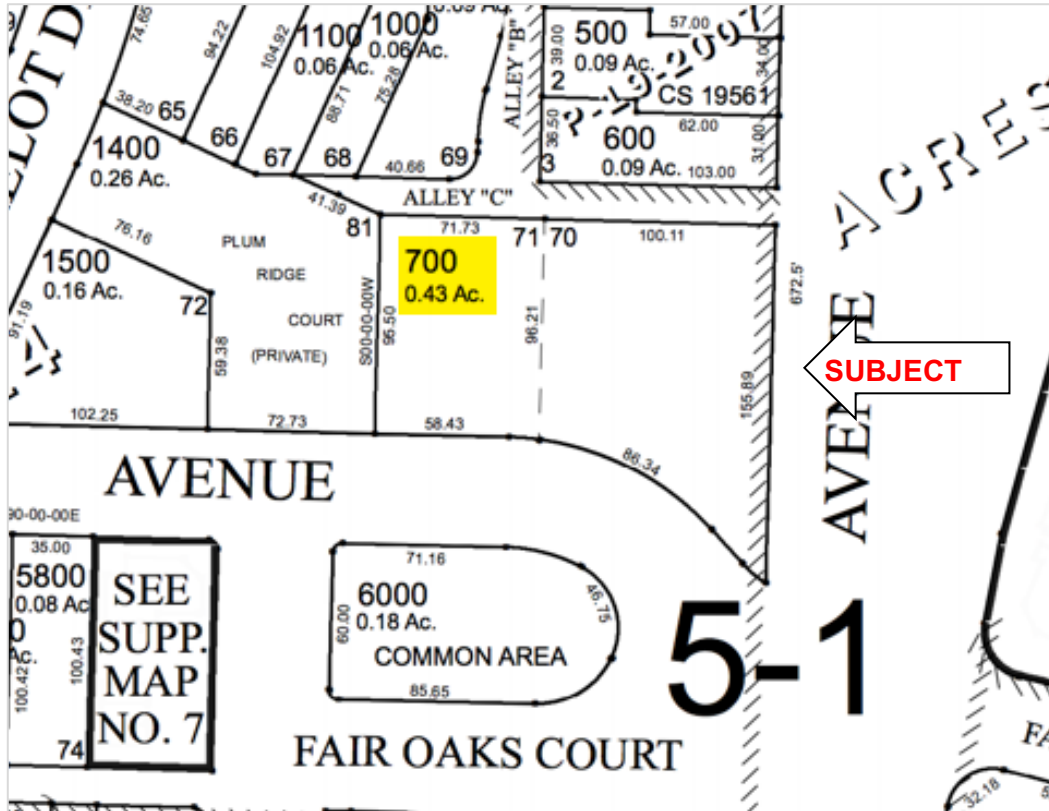 74.65
94.22
104.92
1100
0.06 Ac.
1000
0.06 Ac.
0.09 Ac.
88.71
75.28
ALLEY "B"
39.00
500
0.09 Ac.
57.00
34.00
2
CS 19561
38.20
65
66
67
68
40.66
69
36.50
600
0.09 Ac.
62.00
31.00
3
103.00
ACRES
1400
0.26 Ac.
ALLEY "C"
41.39
81
71.73
71
70
100.11
76.16
PLUM
RIDGE
COURT
(PRIVATE)
700
0.43 Ac.
672.5'
1500
0.16 Ac.
72
91.19
59.38
S00-00-00W
95.50
96.21
155.89
AVENUE
SUBJECT
102.25
72.73
58.43
86.34
AVENUE
90-00-00E
35.00
5800
0.08 Ac
100.42
100.43
74
SEE
SUPP.
MAP
NO. 7
71.16
6000
0.18 Ac.
60.00
46.75
COMMON AREA
85.65
5-1
FAIR OAKS COURT
32.18